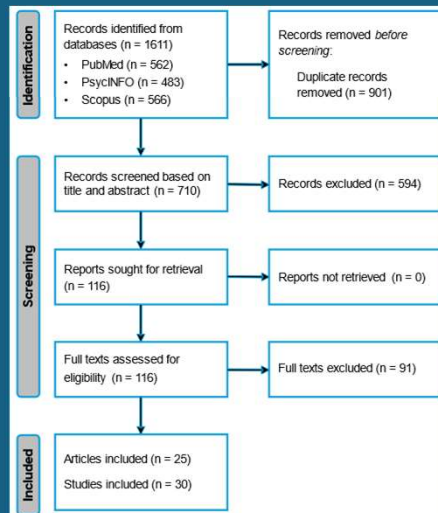 Identification
Records identified from
databases (n = 1611)
• PubMed (n = 562)
• PsycINFO (n = 483)
• Scopus (n = 566)
Records removed before
screening:
Duplicate records
removed (n = 901)
Screening
Records screened based on
title and abstract (n = 710)
Records excluded (n = 594)
Reports sought for retrieval
(n = 116)
Reports not retrieved (n = 0)
Full texts assessed for
eligibility (n = 116)
Full texts excluded (n = 91)
Included
Articles included (n = 25)
Studies included (n = 30)